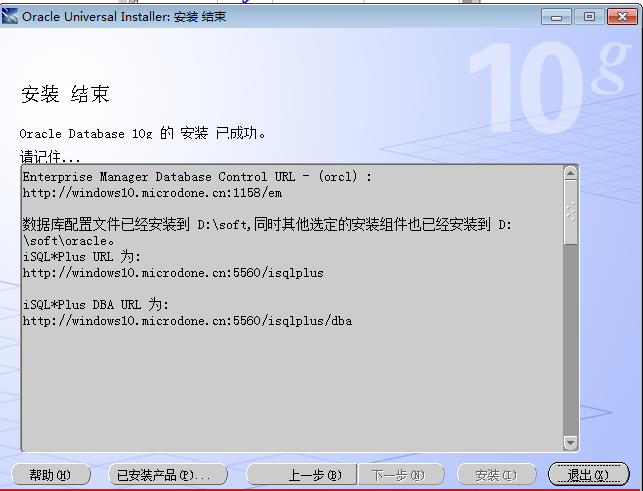 Oracle Universal Installer: 安装 结束
10g
安装 结束
Oracle Database 10g 的 安装 已成功。
请记住...
Enterprise Manager Database Control URL - (orcl) :
http://windows10.microdone.cn:1158/em
数据库配置文件已经安装到 D:\soft,同时其他选定的安装组件也已经安装到 D:
\soft\oracle。
iSQL*Plus URL 为:
http://windows10.microdone.cn:5560/isqlplus
iSQL*Plus DBA URL 为:
http://windows10.microdone.cn:5560/isqlplus/dba
帮助(H) 已安装产品(P)... 上一步(B) 下一步(N) 安装(I) 退出(X)